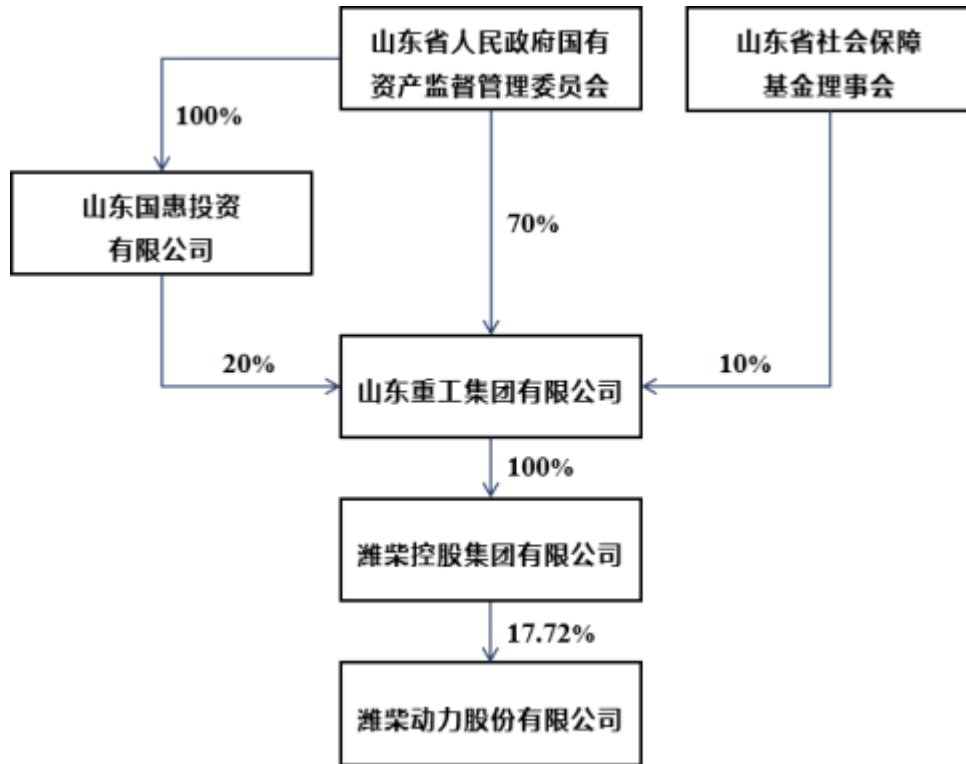 山东省人民政府国有
资产监督管理委员会
山东省社会保障
基金理事会
100%
山东国惠投资
有限公司
70%
20%
10%
山东重工集团有限公司
100%
潍柴控股集团有限公司
17.72%
潍柴动力股份有限公司